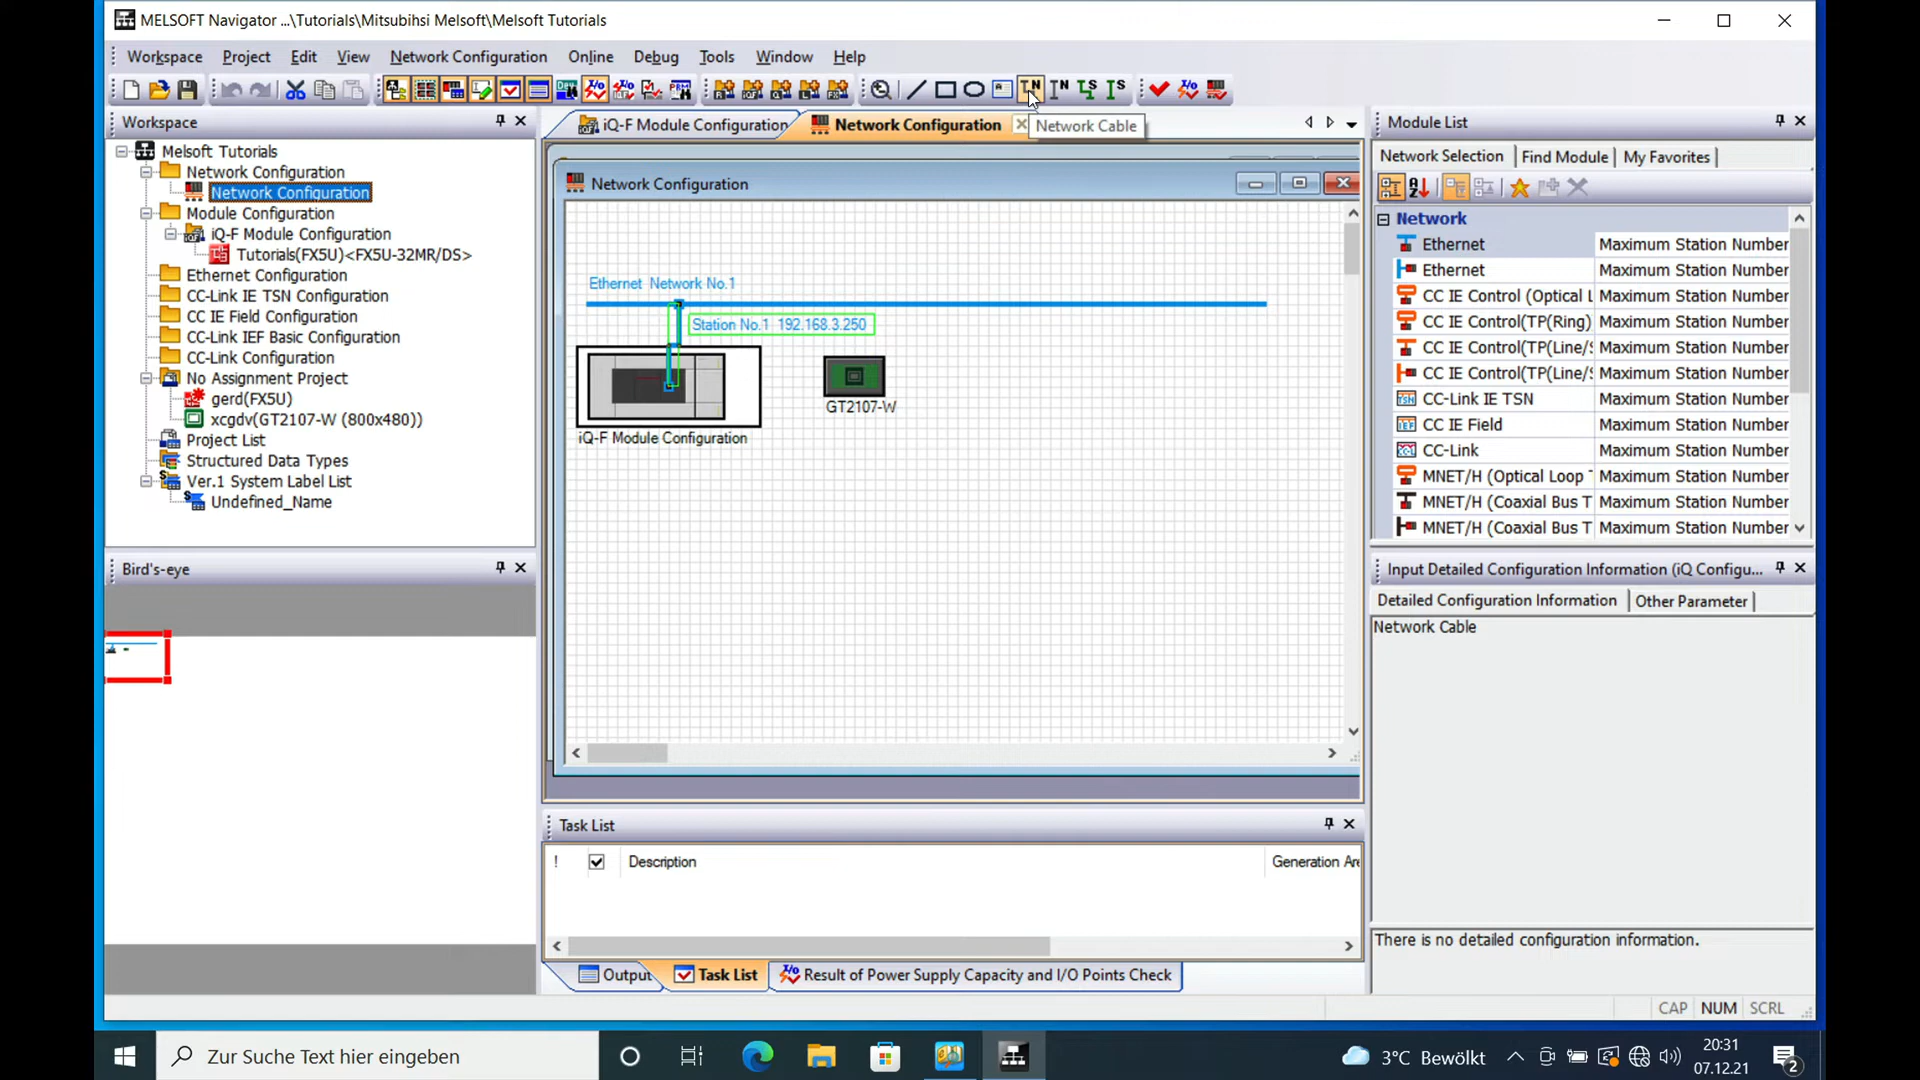 MELSOFT Navigator ...\Tutorials\Mitsubihsi Melsoft\Melsoft Tutorials
Workspace Project Edit View Network Configuration Online Debug Tools Window Help
Workspace
Melsoft Tutorials
Network Configuration
Network Configuration
Module Configuration
iQ-F Module Configuration
Tutorials(FX5U)<FX5U-32MR/DS>
Ethernet Configuration
CC-Link IE TSN Configuration
CC IE Field Configuration
CC-Link IEF Basic Configuration
CC-Link Configuration
No Assignment Project
gerd(FX5U)
xcgdv(GT2107-W (800x480))
Project List
Structured Data Types
Ver.1 System Label List
Undefined_Name
Bird's-eye
iQ-F Module Configuration Network Configuration
Network Cable
Network Configuration
Ethernet Network No.1
Station No.1 192.168.3.250
GT2107-W
iQ-F Module Configuration
Task List
! Description Generation Are
Output Task List Result of Power Supply Capacity and I/O Points Check
Module List
Network Selection Find Module My Favorites
Network
Ethernet Maximum Station Number
Ethernet Maximum Station Number
CC IE Control (Optical L Maximum Station Number
CC IE Control(TP(Ring) Maximum Station Number
CC IE Control(TP(Line/S Maximum Station Number
CC IE Control(TP(Line/S Maximum Station Number
CC-Link IE TSN Maximum Station Number
CC IE Field Maximum Station Number
CC-Link Maximum Station Number
MNET/H (Optical Loop T Maximum Station Number
MNET/H (Coaxial Bus T Maximum Station Number
MNET/H (Coaxial Bus T Maximum Station Number
Input Detailed Configuration Information (iQ Configu...
Detailed Configuration Information Other Parameter
Network Cable
There is no detailed configuration information.
CAP NUM SCRL
Zur Suche Text hier eingeben
3°C Bewölkt
20:31
07.12.21
2